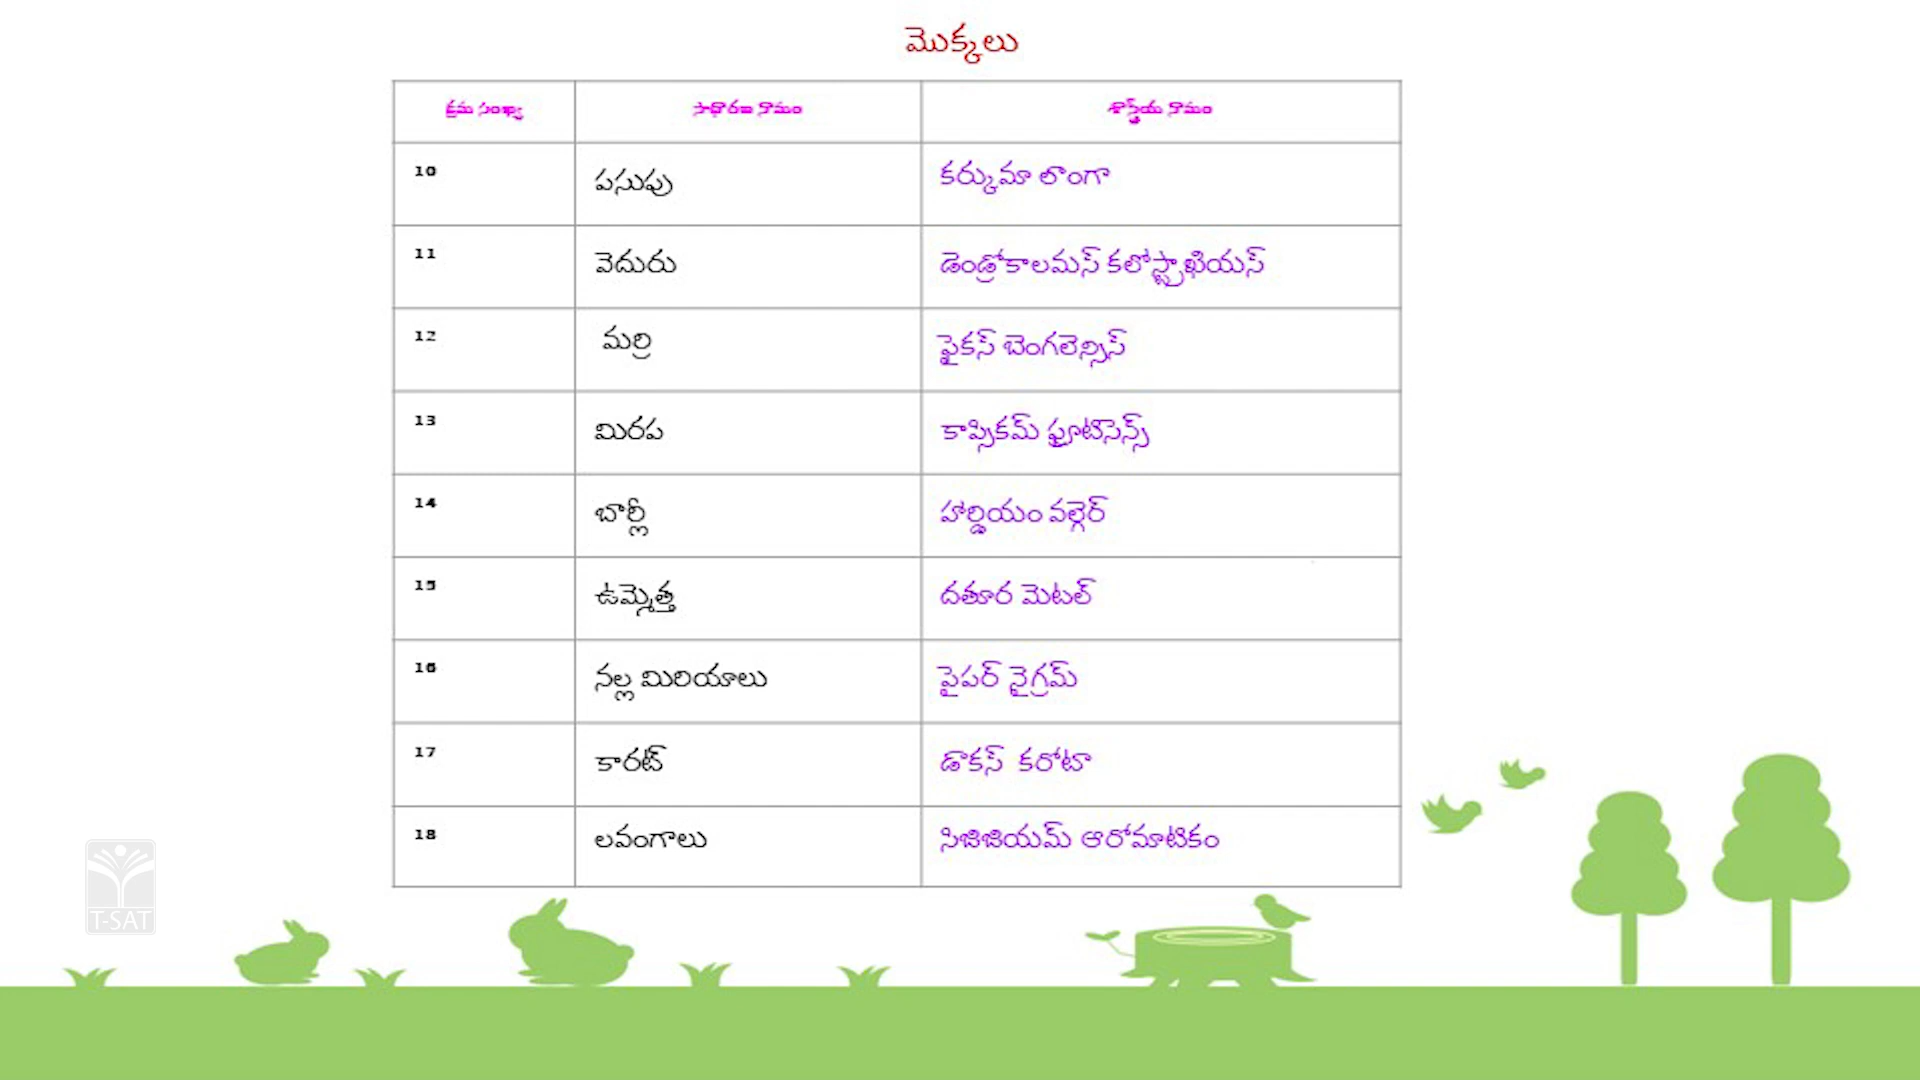 మొక్కలు
క్రమ సంఖ్య సాధారణ నామం శాస్త్రీయ నామం
10 పసుపు కర్కుమా లొంగా
11 వెదురు డెండ్రోకాలమస్ కలోస్ట్రాఖియస్
12 మర్రి ఫైకస్ బెంగలెన్సిస్
13 మిరప కాప్సికమ్ ఫ్రూటిసెన్స్
14 బార్లీ హార్డియం వల్గెర్
15 ఉమ్మెత్త దతూర మెటల్
16 నల్ల మిరియాలు పైపర్ నైగ్రమ్
17 కారట్ డాకస్ కరోటా
18 లవంగాలు సిజిజియమ్ ఆరోమాటికం
T-SAT